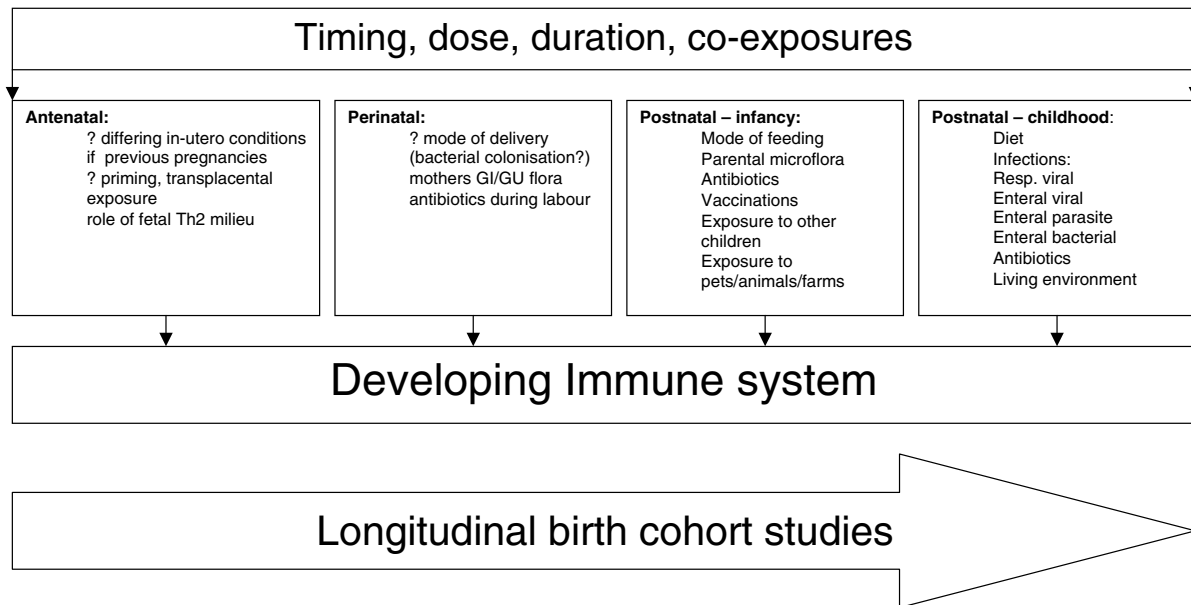 Timing, dose, duration, co-exposures
Antenatal:
? differing in-utero conditions
if  previous pregnancies
? priming, transplacental
exposure
role of fetal Th2 milieu
Perinatal:
? mode of delivery
(bacterial colonisation?)
mothers GI/GU flora
antibiotics during labour
Postnatal – infancy:
Mode of feeding
Parental microflora
Antibiotics
Vaccinations
Exposure to other
children
Exposure to
pets/animals/farms
Postnatal – childhood:
Diet
Infections:
Resp. viral
Enteral viral
Enteral parasite
Enteral bacterial
Antibiotics
Living environment
Developing Immune system
Longitudinal birth cohort studies